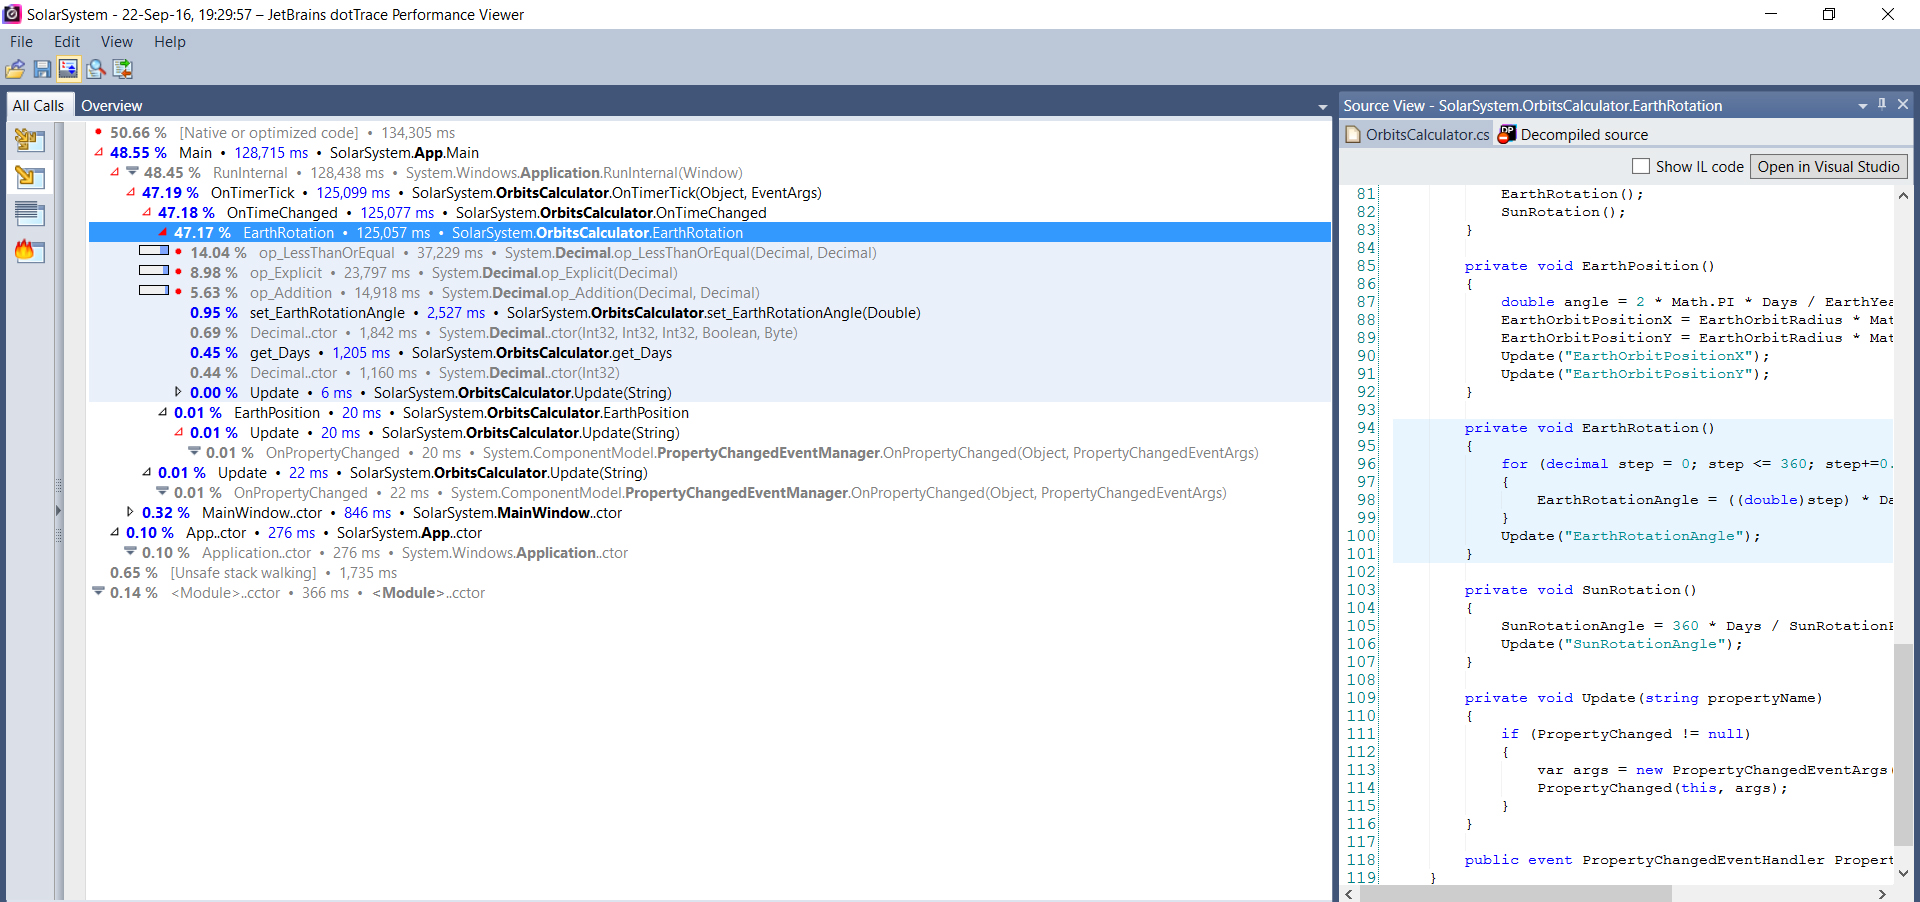 SolarSystem - 22-Sep-16, 19:29:57 – JetBrains dotTrace Performance Viewer
File Edit View Help
All Calls Overview
50.66 % [Native or optimized code] • 134,305 ms
48.55 % Main • 128,715 ms • SolarSystem.App.Main
48.45 % RunInternal • 128,438 ms • System.Windows.Application.RunInternal(Window)
47.19 % OnTimerTick • 125,099 ms • SolarSystem.OrbitsCalculator.OnTimerTick(Object, EventArgs)
47.18 % OnTimeChanged • 125,077 ms • SolarSystem.OrbitsCalculator.OnTimeChanged
47.17 % EarthRotation • 125,057 ms • SolarSystem.OrbitsCalculator.EarthRotation
14.04 % op_LessThanOrEqual • 37,229 ms • System.Decimal.op_LessThanOrEqual(Decimal, Decimal)
8.98 % op_Explicit • 23,797 ms • System.Decimal.op_Explicit(Decimal)
5.63 % op_Addition • 14,918 ms • System.Decimal.op_Addition(Decimal, Decimal)
0.95 % set_EarthRotationAngle • 2,527 ms • SolarSystem.OrbitsCalculator.set_EarthRotationAngle(Double)
0.69 % Decimal..ctor • 1,842 ms • System.Decimal..ctor(Int32, Int32, Int32, Boolean, Byte)
0.45 % get_Days • 1,205 ms • SolarSystem.OrbitsCalculator.get_Days
0.44 % Decimal..ctor • 1,160 ms • System.Decimal..ctor(Int32)
0.00 % Update • 6 ms • SolarSystem.OrbitsCalculator.Update(String)
0.01 % EarthPosition • 20 ms • SolarSystem.OrbitsCalculator.EarthPosition
0.01 % Update • 20 ms • SolarSystem.OrbitsCalculator.Update(String)
0.01 % OnPropertyChanged • 20 ms • System.ComponentModel.PropertyChangedEventManager.OnPropertyChanged(Object, PropertyChangedEventArgs)
0.01 % Update • 22 ms • SolarSystem.OrbitsCalculator.Update(String)
0.01 % OnPropertyChanged • 22 ms • System.ComponentModel.PropertyChangedEventManager.OnPropertyChanged(Object, PropertyChangedEventArgs)
0.32 % MainWindow..ctor • 846 ms • SolarSystem.MainWindow..ctor
0.10 % App..ctor • 276 ms • SolarSystem.App..ctor
0.10 % Application..ctor • 276 ms • System.Windows.Application..ctor
0.65 % [Unsafe stack walking] • 1,735 ms
0.14 % <Module>..cctor • 366 ms • <Module>..cctor
Source View - SolarSystem.OrbitsCalculator.EarthRotation
OrbitsCalculator.cs DP Decompiled source
Show IL code Open in Visual Studio
81 EarthRotation();
82 SunRotation();
83 }
84
85 private void EarthPosition()
86 {
87 double angle = 2 * Math.PI * Days / EarthYea
88 EarthOrbitPositionX = EarthOrbitRadius * Mat
89 EarthOrbitPositionY = EarthOrbitRadius * Mat
90 Update("EarthOrbitPositionX");
91 Update("EarthOrbitPositionY");
92 }
93
94 private void EarthRotation()
95 {
96 for (decimal step = 0; step <= 360; step+=0.
97 {
98 EarthRotationAngle = ((double)step) * Da
99 }
100 Update("EarthRotationAngle");
101 }
102
103 private void SunRotation()
104 {
105 SunRotationAngle = 360 * Days / SunRotationP
106 Update("SunRotationAngle");
107 }
108
109 private void Update(string propertyName)
110 {
111 if (PropertyChanged != null)
112 {
113 var args = new PropertyChangedEventArgs(
114 PropertyChanged(this, args);
115 }
116 }
117
118 public event PropertyChangedEventHandler Propert
119 }